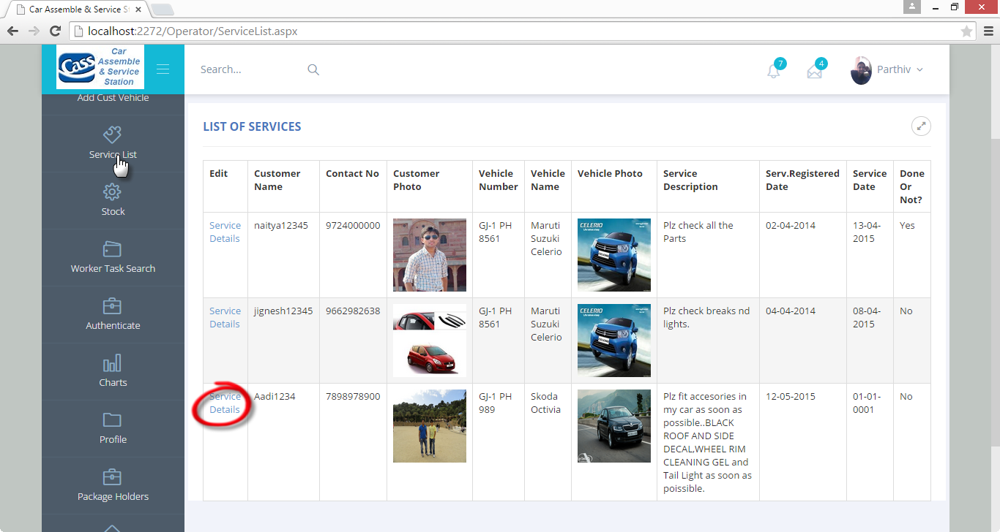 Car Assemble & Service St
localhost:2272/Operator/ServiceList.aspx
Cass
Car
Assemble
& Service
Station
Search...
7
4
Parthiv
Add Cust Vehicle
Service List
Stock
Worker Task Search
Authenticate
Charts
Profile
Package Holders
LIST OF SERVICES
Edit
Customer
Name
Contact No
Customer
Photo
Vehicle
Number
Vehicle
Name
Vehicle Photo
Service
Description
Serv.Registered
Date
Service
Date
Done
Or
Not?
Service
Details
naitya12345
9724000000
GJ-1 PH
8561
Maruti
Suzuki
Celerio
CELERIO
Plz check all the
Parts
02-04-2014
13-04-
2015
Yes
Service
Details
jignesh12345
9662982638
GJ-1 PH
8561
Maruti
Suzuki
Celerio
CELERIO
Plz check breaks nd
lights.
04-04-2014
08-04-
2015
No
Service
Details
Aadi1234
7898978900
GJ-1 PH
989
Skoda
Octivia
Plz fit accesories in
my car as soon as
possible..BLACK
ROOF AND SIDE
DECAL,WHEEL RIM
CLEANING GEL and
Tail Light as soon as
poissible.
12-05-2015
01-01-
0001
No